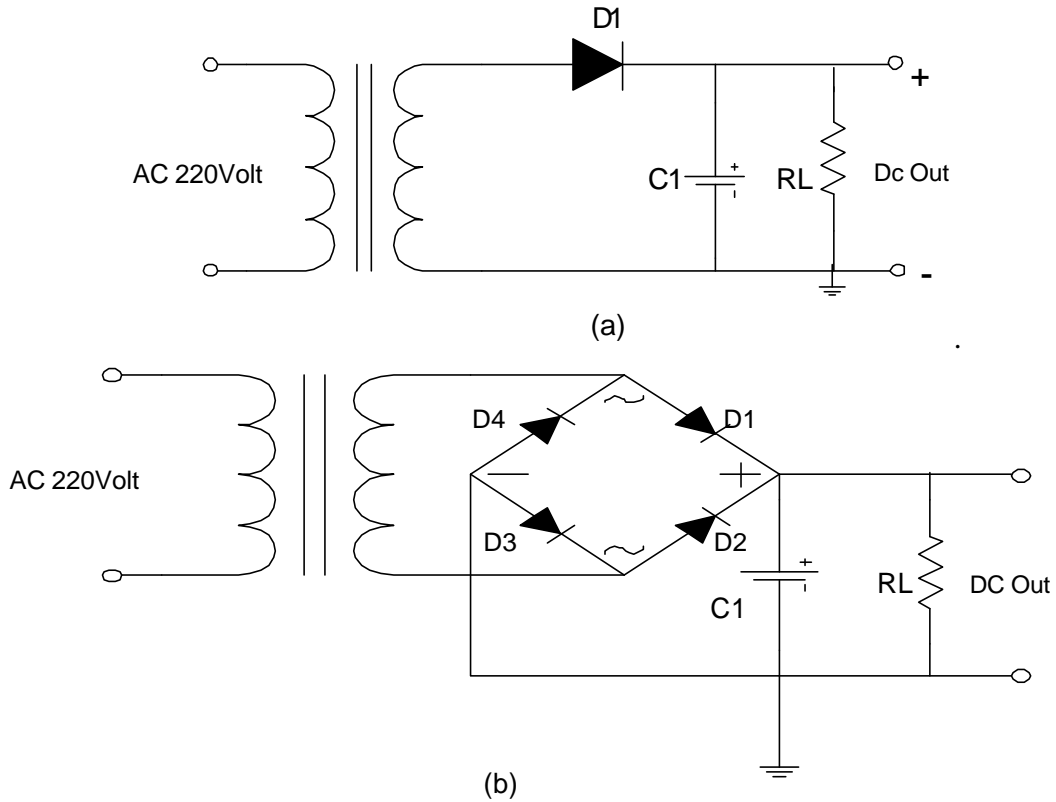 D1
+
AC 220Volt
C1
+
-
RL
Dc Out
-
(a)
.
D4
D1
AC 220Volt
D3
D2
C1
+
-
RL
DC Out
(b)